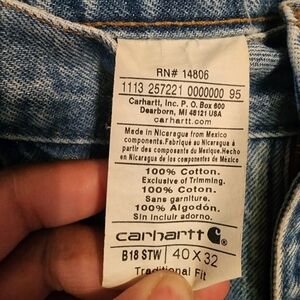 RN# 14806
1113 257221 0000000 95
Carhartt, Inc. P.O. Box 600
Dearborn, MI 48121 USA
carhartt.com
Made in Nicaragua from Mexico
components. Fabriqué au Nicaragua à
partir des composants du Mexique. Hecho
en Nicaragua de los componentes de México
100% Cotton.
Exclusive of Trimming.
100% Coton.
Sans garniture.
100% Algodón.
Sin incluir adorno.
carhartt
B18 STW 40 X 32
Traditional Fit